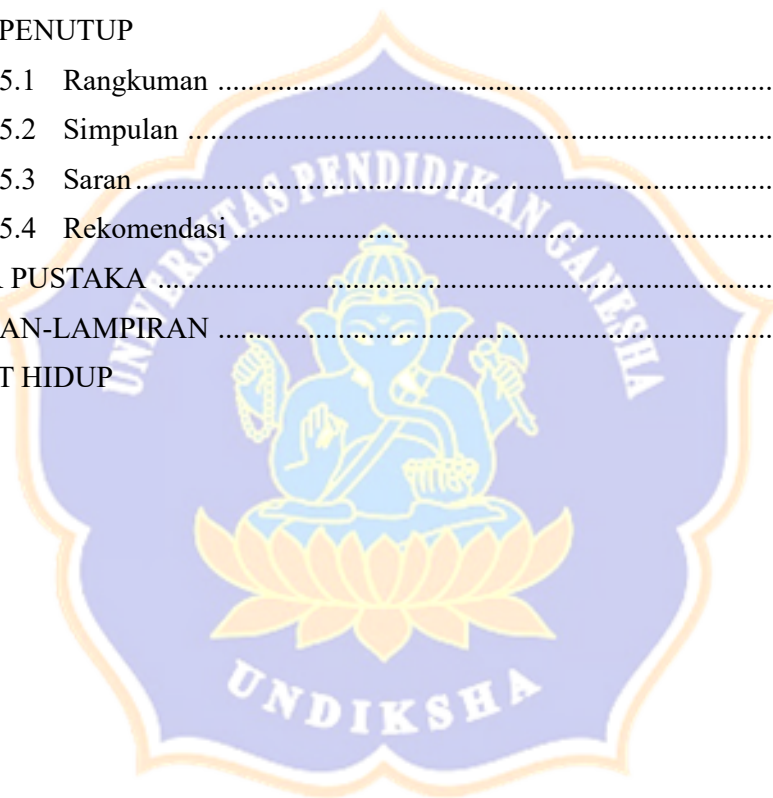 PENUTUP
5.1 Rangkuman ................................................................................
5.2 Simpulan ....................................................................................
5.3 Saran...........................................................................................
5.4 Rekomendasi..............................................................................
PUSTAKA .........................................................................................
AN-LAMPIRAN ................................................................................
T HIDUP
UNIVERSITAS PENDIDIKAN GANESHA
UNDIKSHA